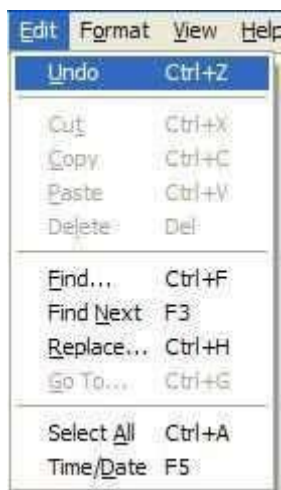 Edit Format View Help
Undo Ctrl+Z
Cut Ctrl+X
Copy Ctrl+C
Paste Ctrl+V
Delete Del
Find... Ctrl+F
Find Next F3
Replace... Ctrl+H
Go To... Ctrl+G
Select All Ctrl+A
Time/Date F5